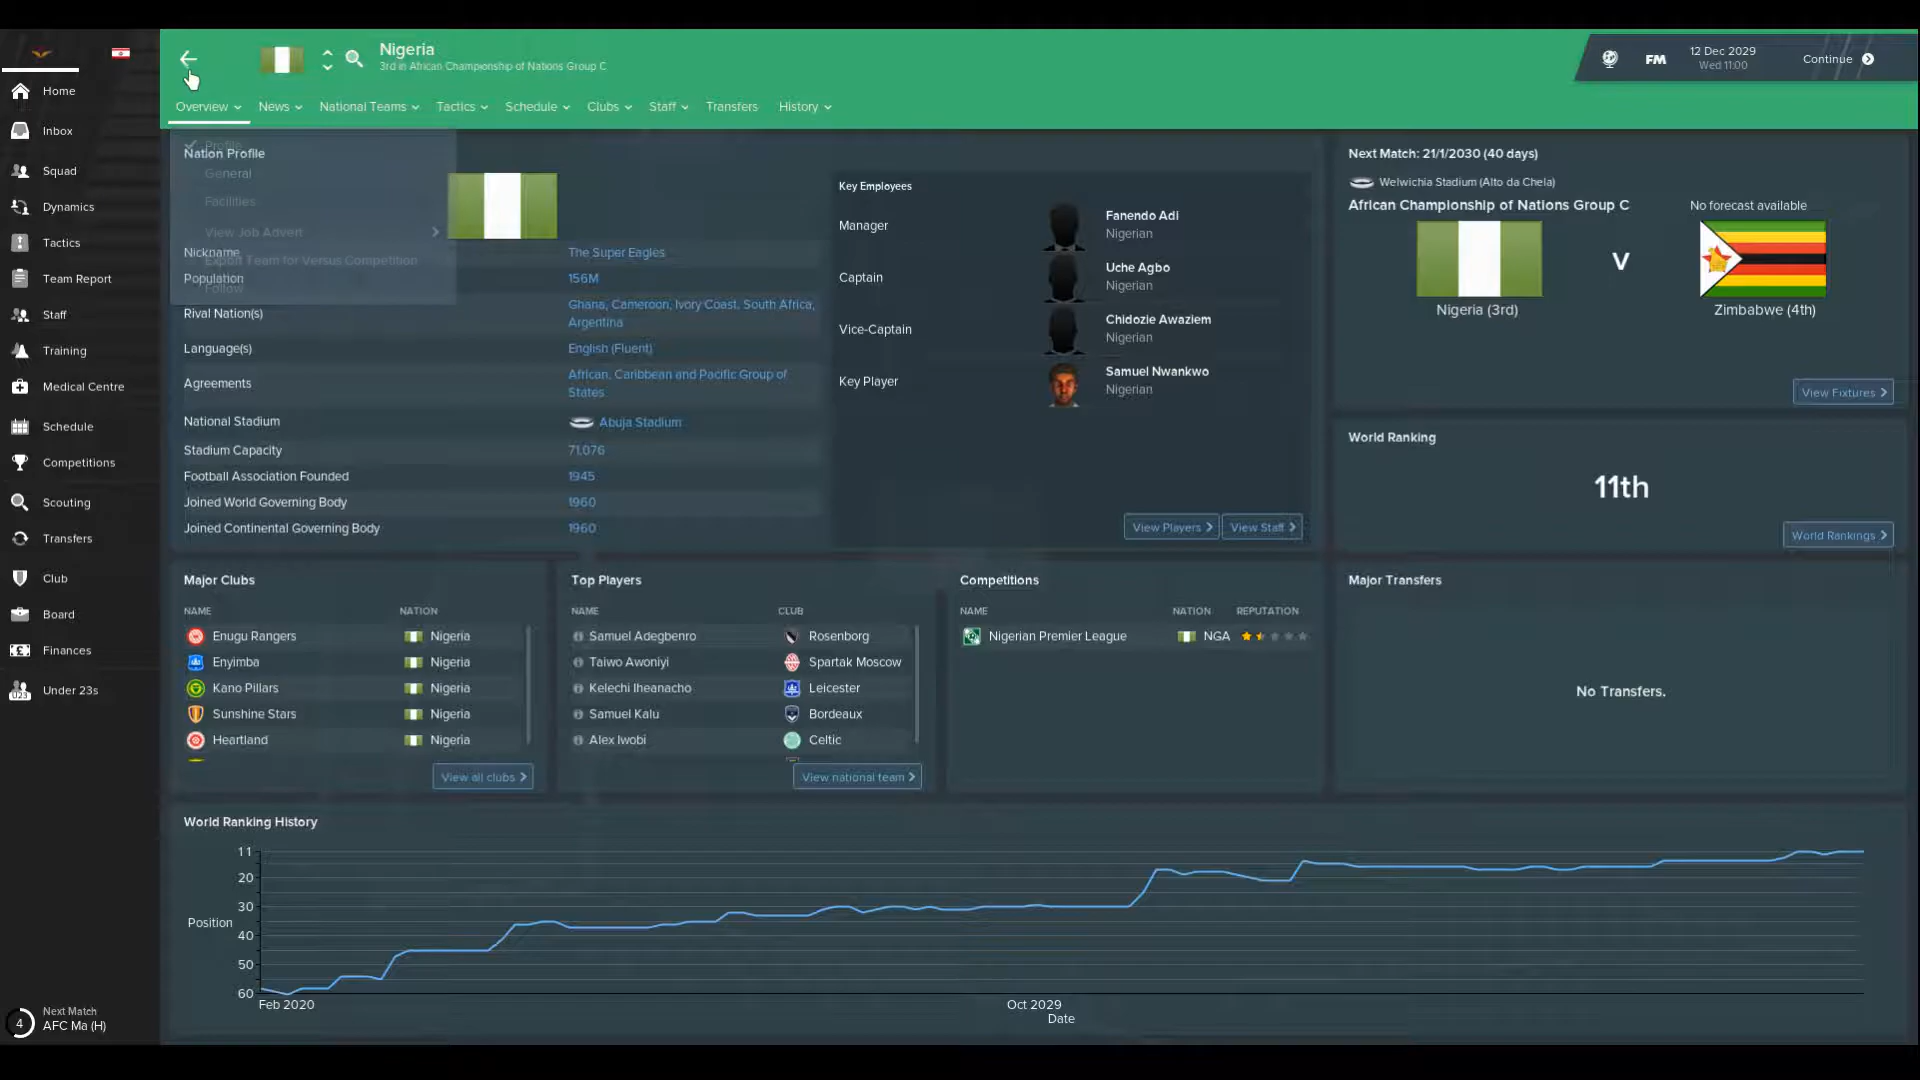 Nigeria
3rd in African Championship of Nations Group C
FM
12 Dec 2029
Wed 11:00
Continue
Overview
News
National Teams
Tactics
Schedule
Clubs
Staff
Transfers
History
Home
Inbox
Squad
Dynamics
Tactics
Team Report
Staff
Training
Medical Centre
Schedule
Competitions
Scouting
Transfers
Club
Board
Finances
U23
Under 23s
4
Next Match
AFC Ma (H)
Profile
General
Facilities
View Job Advert
Export Team for Versus Competition
Follow
Nation Profile
Nickname
The Super Eagles
Population
156M
Rival Nation(s)
Ghana, Cameroon, Ivory Coast, South Africa,
Argentina
Language(s)
English (Fluent)
Agreements
African, Caribbean and Pacific Group of
States
National Stadium
Abuja Stadium
Stadium Capacity
71,076
Football Association Founded
1945
Joined World Governing Body
1960
Joined Continental Governing Body
1960
Key Employees
Manager
Fanendo Adi
Nigerian
Captain
Uche Agbo
Nigerian
Vice-Captain
Chidozie Awaziem
Nigerian
Key Player
Samuel Nwankwo
Nigerian
View Players
View Staff
Next Match: 21/1/2030 (40 days)
Welwichia Stadium (Alto da Chela)
African Championship of Nations Group C
No forecast available
V
Nigeria (3rd)
Zimbabwe (4th)
View Fixtures
World Ranking
11th
World Rankings
Major Clubs
NAME NATION
Enugu Rangers Nigeria
Enyimba Nigeria
Kano Pillars Nigeria
Sunshine Stars Nigeria
Heartland Nigeria
View all clubs
Top Players
NAME CLUB
Samuel Adegbenro Rosenborg
Taiwo Awoniyi Spartak Moscow
Kelechi Iheanacho Leicester
Samuel Kalu Bordeaux
Alex Iwobi Celtic
View national team
Competitions
NAME NATION REPUTATION
Nigerian Premier League NGA
Major Transfers
No Transfers.
World Ranking History
11
20
30
Position
40
50
60
Feb 2020
Oct 2029
Date